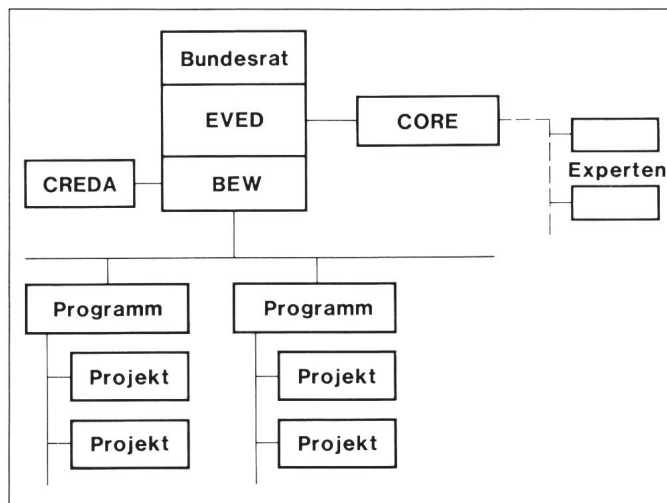 Bundesrat
EVED
CORE
Experten
CREDA
BEW
Programm
Programm
Projekt
Projekt
Projekt
Projekt